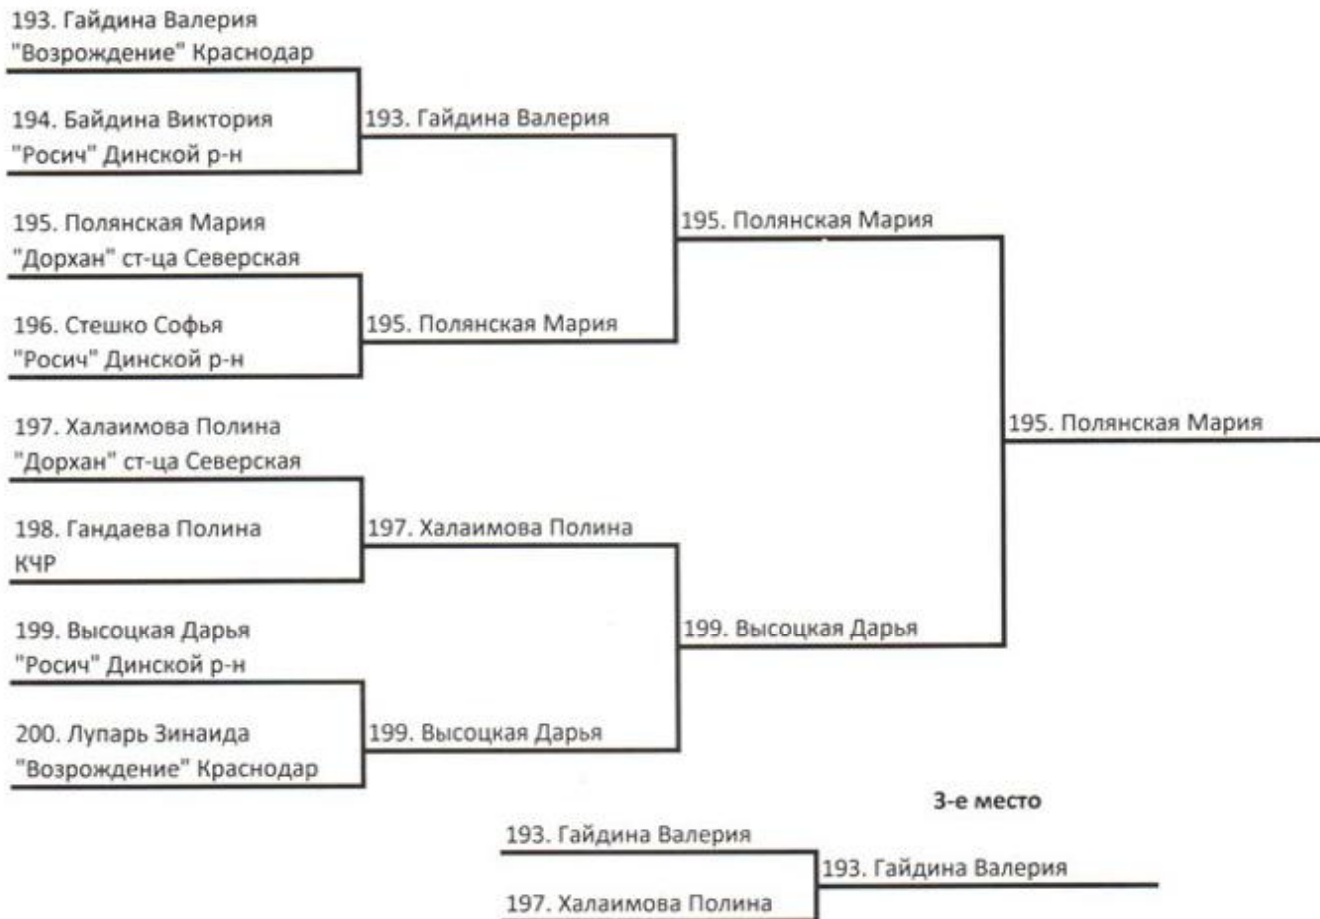 193. Гайдина Валерия
"Возрождение" Краснодар
194. Байдина Виктория
"Росич" Динской р-н
195. Полянская Мария
"Дорхан" ст-ца Северская
196. Стешко Софья
"Росич" Динской р-н
197. Халаимова Полина
"Дорхан" ст-ца Северская
198. Гандаева Полина
КЧР
199. Высоцкая Дарья
"Росич" Динской р-н
200. Лупарь Зинаида
"Возрождение" Краснодар
193. Гайдина Валерия
195. Полянская Мария
197. Халаимова Полина
199. Высоцкая Дарья
195. Полянская Мария
199. Высоцкая Дарья
195. Полянская Мария
3-е место
193. Гайдина Валерия
197. Халаимова Полина
193. Гайдина Валерия